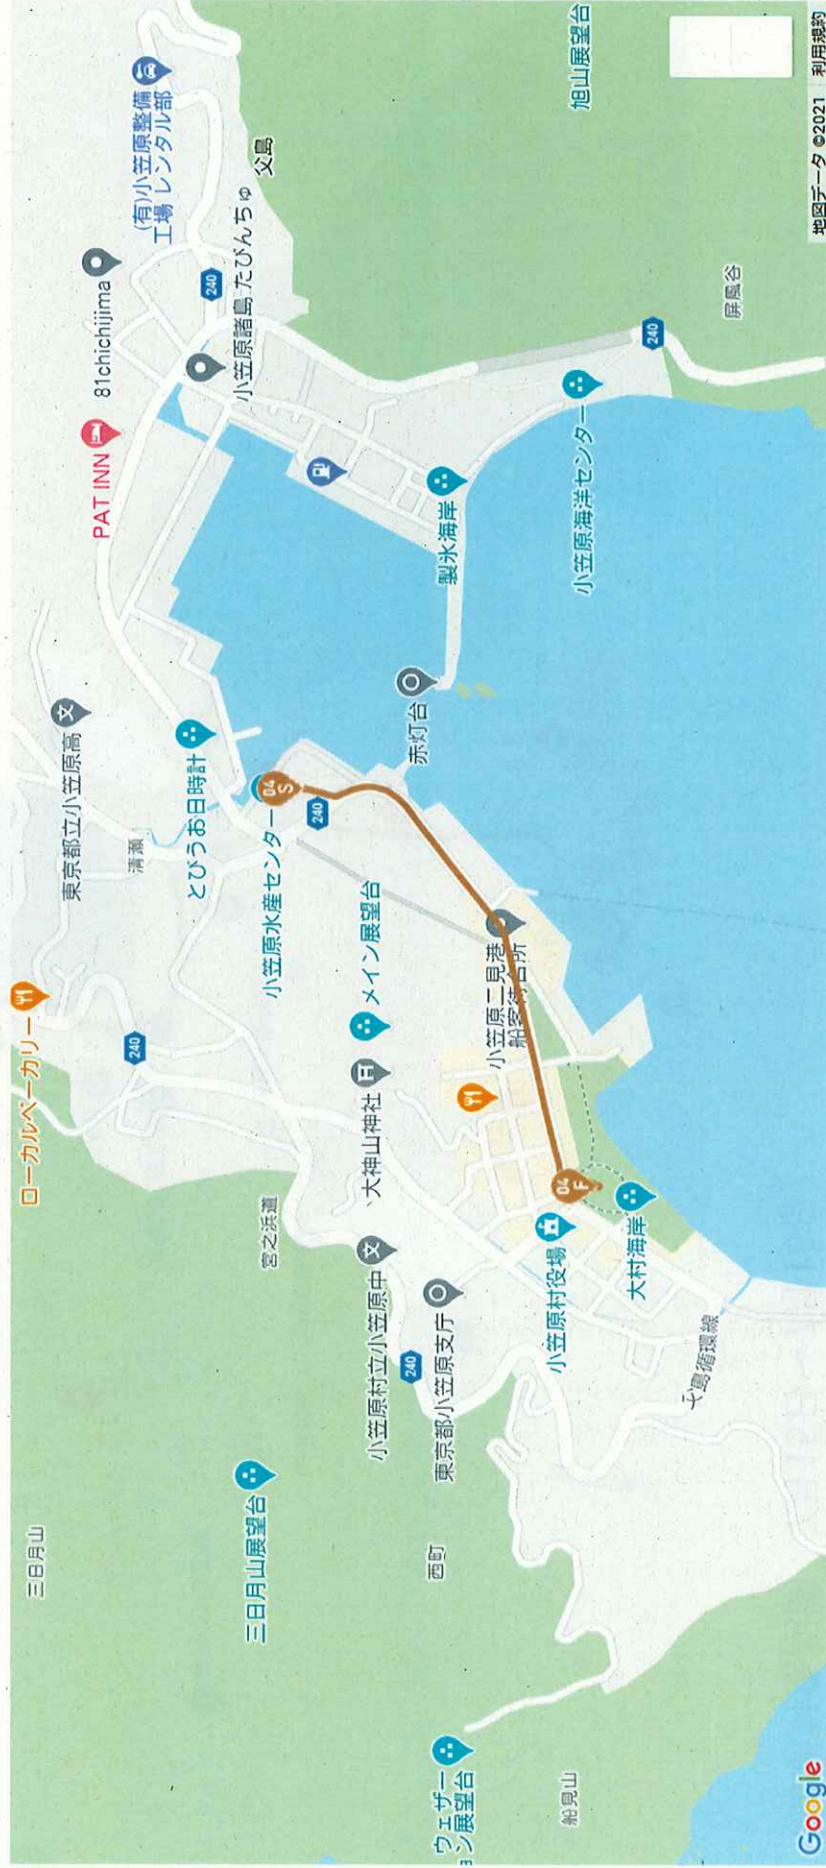 三日月山
ローカルベーカリー
東京都立小笠原高
PAT INN
81chichijima
(有)小笠原整備
工場 レンタル部
清瀬
240
とびうお日時計
240
小笠原諸島 たびんちゅ
父島
三日月山展望台
宮之浜道
小笠原水産センター
04
S
240
小笠原村立小笠原中
大神山神社
メイン展望台
赤灯台
240
西町
東京都小笠原支庁
製氷海岸
小笠原二見港
船客待合所
ウェザー
ョン展望台
小笠原村役場
04
F
小笠原海洋センター
旭山展望台
船見山
大村海岸
240
島循環線
屏風谷
Google
地図データ ©2021
利用規約